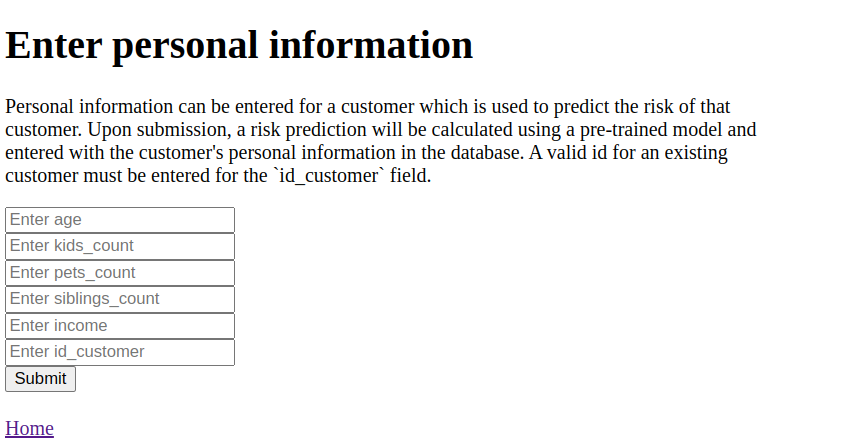 Enter personal information
Personal information can be entered for a customer which is used to predict the risk of that
customer. Upon submission, a risk prediction will be calculated using a pre-trained model and
entered with the customer's personal information in the database. A valid id for an existing
customer must be entered for the `id_customer` field.
Enter age
Enter kids_count
Enter pets_count
Enter siblings_count
Enter income
Enter id_customer
Submit
Home